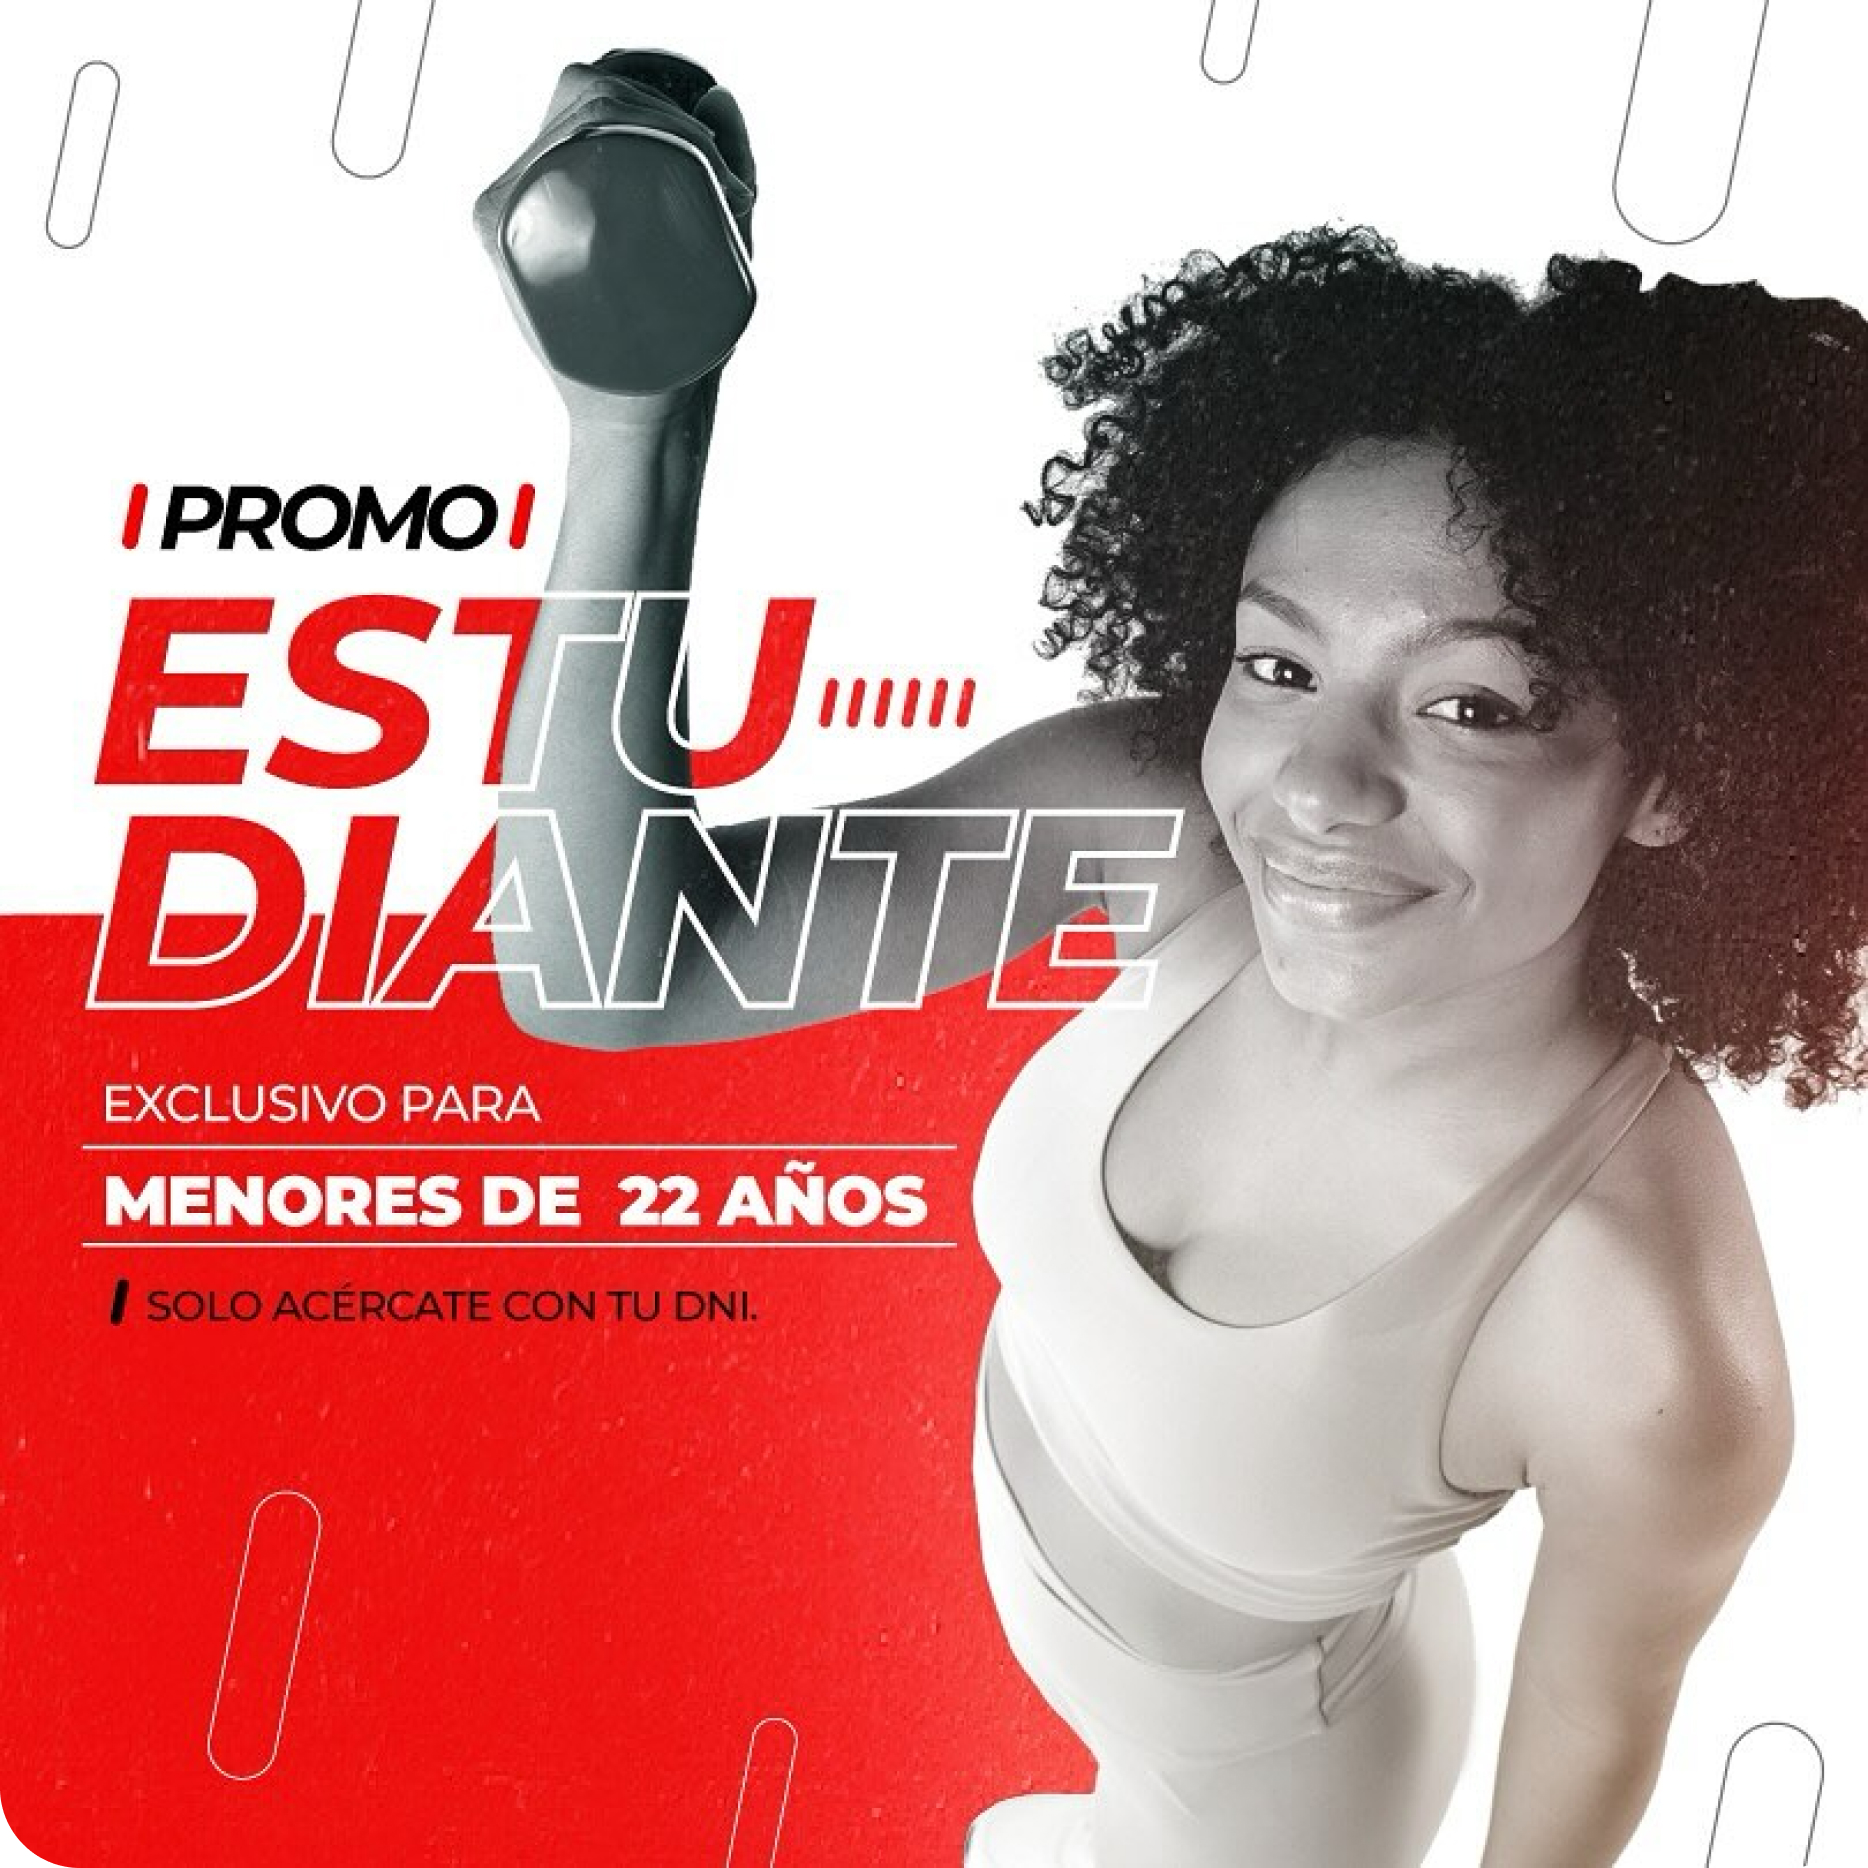 PROMO
ESTU
DIANTE
EXCLUSIVO PARA
MENORES DE 22 AÑOS
SOLO ACÉRCATE CON TU DNI.